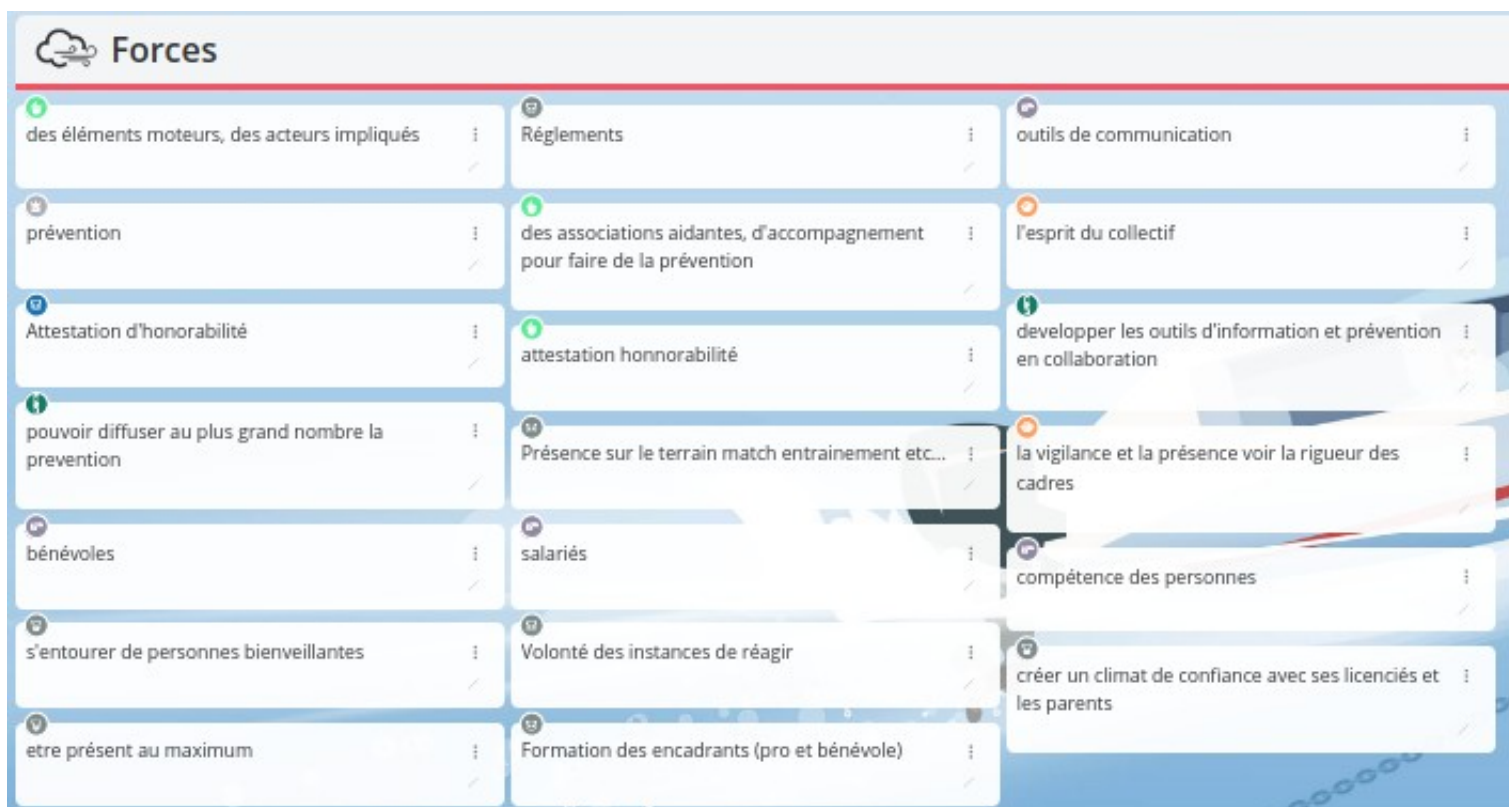 Forces
des éléments moteurs, des acteurs impliqués
Réglements
outils de communication
prévention
des associations aidantes, d'accompagnement
pour faire de la prévention
l'esprit du collectif
Attestation d'honorabilité
attestation honnorabilité
developper les outils d'information et prévention
en collaboration
pouvoir diffuser au plus grand nombre la
prevention
Présence sur le terrain match entrainement etc...
la vigilance et la présence voir la rigueur des
cadres
bénévoles
salariés
compétence des personnes
s'entourer de personnes bienveillantes
Volonté des instances de réagir
créer un climat de confiance avec ses licenciés et
les parents
etre présent au maximum
Formation des encadrants (pro et bénévole)